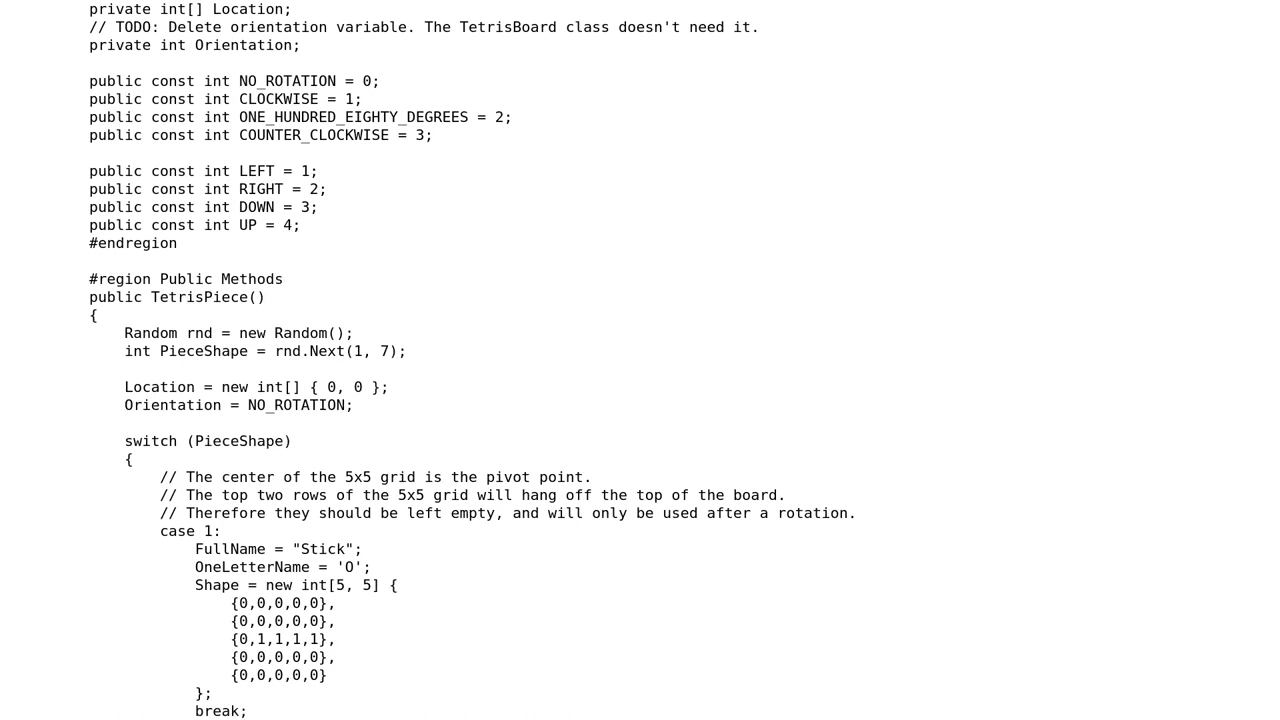 private int[] Location;
// TODO: Delete orientation variable. The TetrisBoard class doesn't need it.
private int Orientation;

public const int NO_ROTATION = 0;
public const int CLOCKWISE = 1;
public const int ONE_HUNDRED_EIGHTY_DEGREES = 2;
public const int COUNTER_CLOCKWISE = 3;

public const int LEFT = 1;
public const int RIGHT = 2;
public const int DOWN = 3;
public const int UP = 4;
#endregion

#region Public Methods
public TetrisPiece()
{
    Random rnd = new Random();
    int PieceShape = rnd.Next(1, 7);

    Location = new int[] { 0, 0 };
    Orientation = NO_ROTATION;

    switch (PieceShape)
    {
        // The center of the 5x5 grid is the pivot point.
        // The top two rows of the 5x5 grid will hang off the top of the board.
        // Therefore they should be left empty, and will only be used after a rotation.
        case 1:
            FullName = "Stick";
            OneLetterName = 'O';
            Shape = new int[5, 5] {
                {0,0,0,0,0},
                {0,0,0,0,0},
                {0,1,1,1,1},
                {0,0,0,0,0},
                {0,0,0,0,0}
            };
            break;